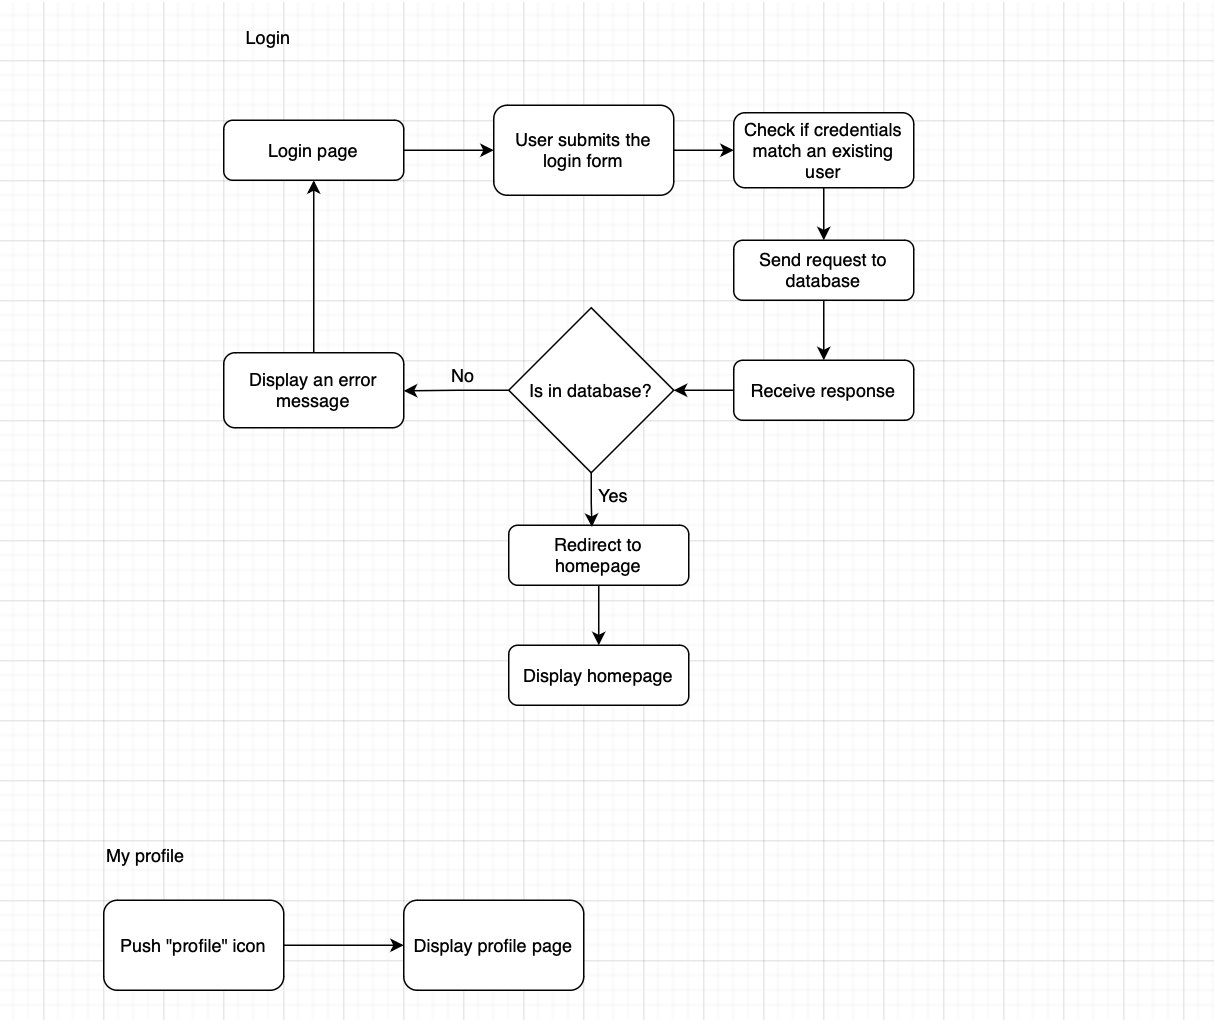 Login
Login page
User submits the
login form
Check if credentials
match an existing
user
Send request to
database
Receive response
Is in database?
No
Display an error
message
Yes
Redirect to
homepage
Display homepage
My profile
Push "profile" icon
Display profile page